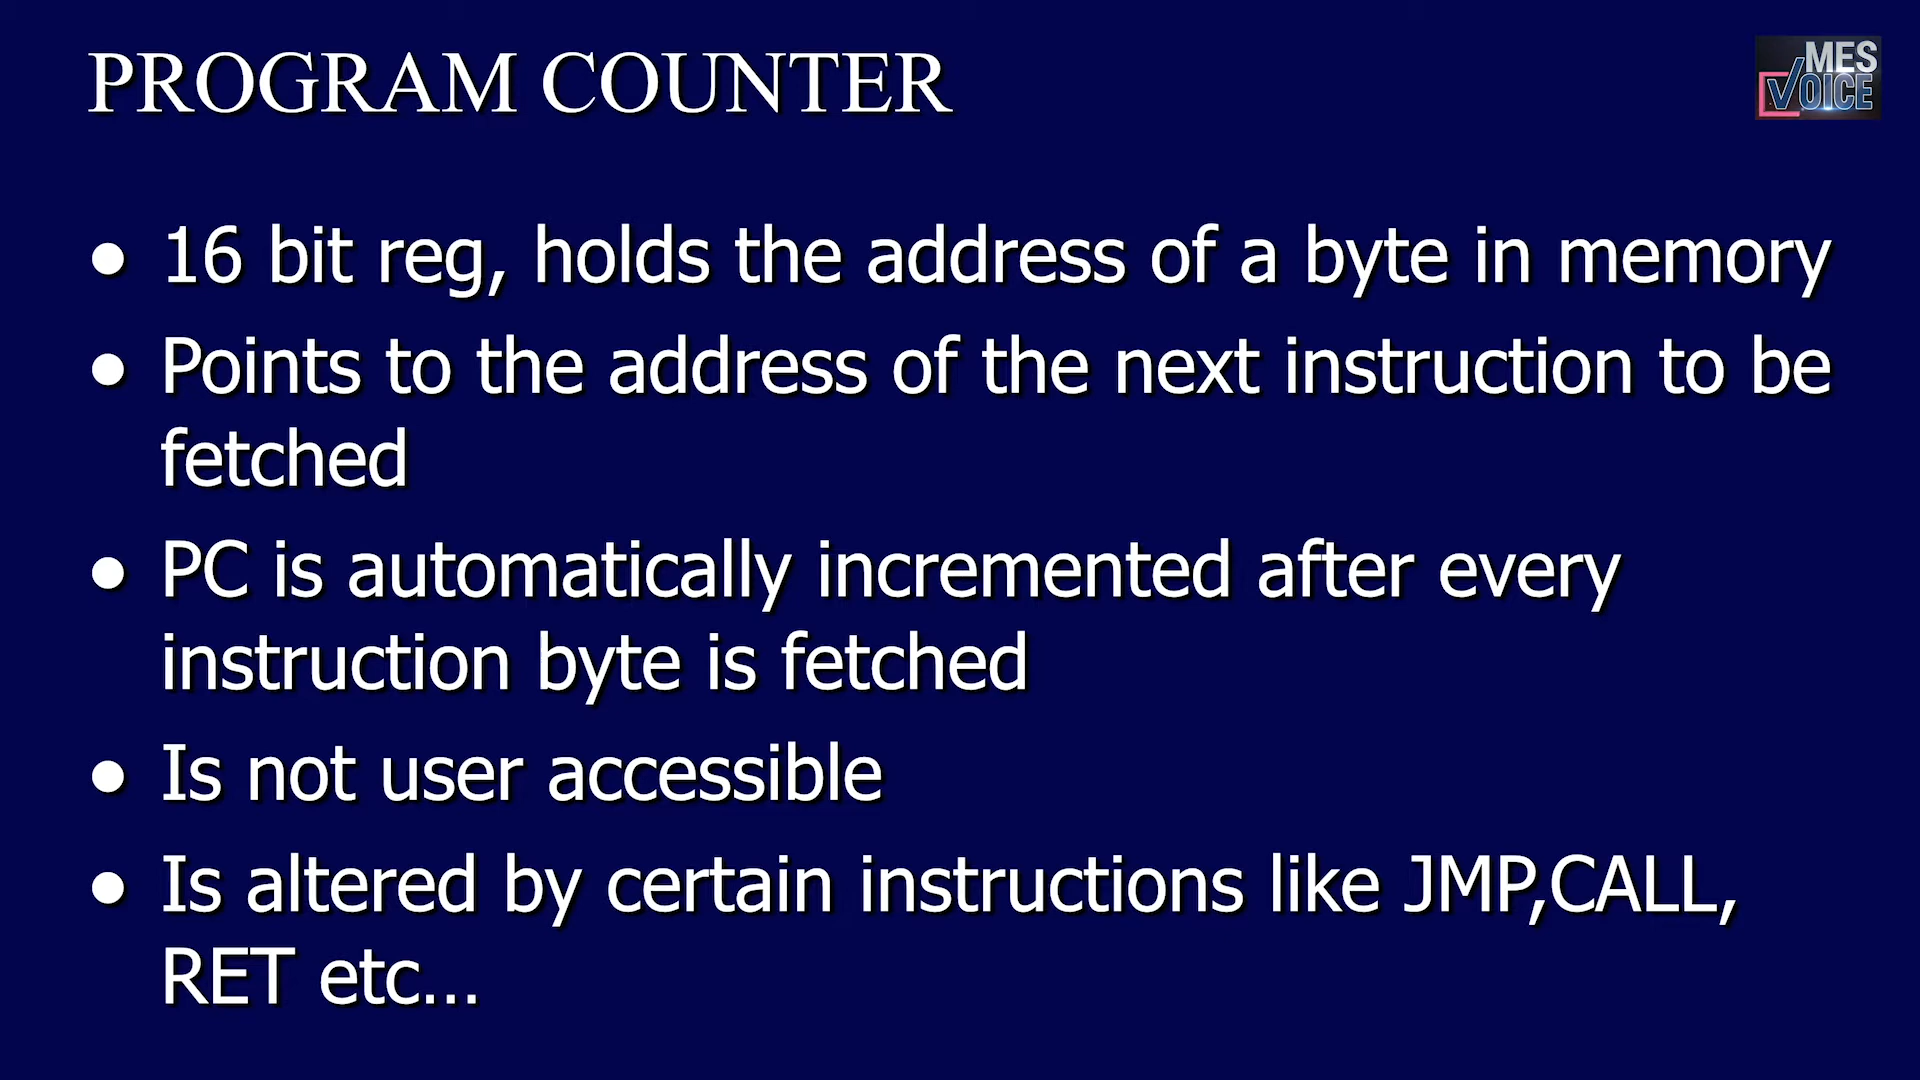 PROGRAM COUNTER
MES
VOICE
● 16 bit reg, holds the address of a byte in memory
● Points to the address of the next instruction to be
fetched
● PC is automatically incremented after every
instruction byte is fetched
● Is not user accessible
● Is altered by certain instructions like JMP,CALL,
RET etc...